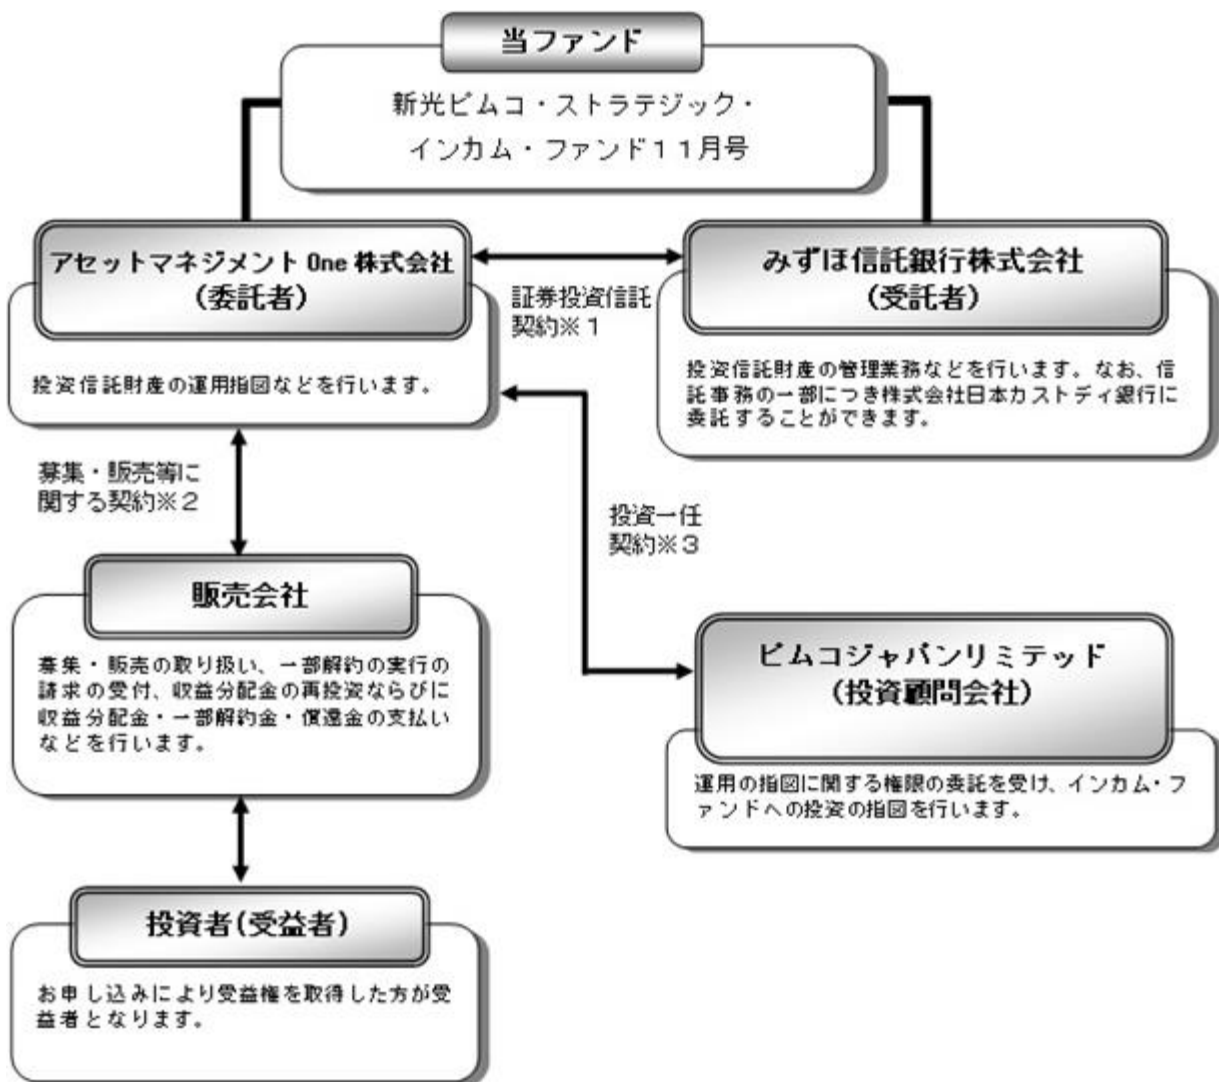 当ファンド
新光ピムコ・ストラテジック・
インカム・ファンド１１月号
アセットマネジメント One 株式会社
(委託者)
投資信託財産の運用指図などを行います。
証券投資信託
契約※１
みずほ信託銀行株式会社
(受託者)
投資信託財産の管理業務などを行います。なお、信
託事務の一部につき株式会社日本カストディ銀行に
委託することができます。
募集・販売等に
関する契約※２
投資一任
契約※３
販売会社
募集・販売の取り扱い、一部解約の実行の
請求の受付、収益分配金の再投資ならびに
収益分配金・一部解約金・償還金の支払い
などを行います。
ピムコジャパンリミテッド
(投資顧問会社)
運用の指図に関する権限の委託を受け、インカム・フ
ァンドへの投資の指図を行います。
投資者(受益者)
お申し込みにより受益権を取得した方が受
益者となります。